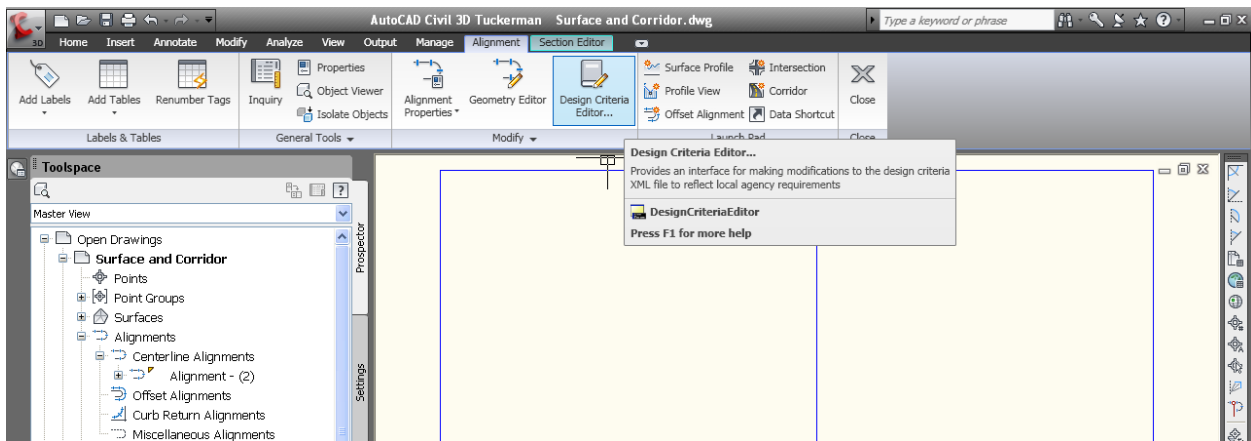 AutoCAD Civil 3D Tuckerman Surface and Corridor.dwg
Type a keyword or phrase
3D
Home Insert Annotate Modify Analyze View Output Manage Alignment Section Editor
Add Labels
Add Tables
Renumber Tags
Labels & Tables
Inquiry
Properties
Object Viewer
Isolate Objects
General Tools
Alignment
Properties
Geometry Editor
Design Criteria
Editor...
Modify
Surface Profile
Intersection
Profile View
Corridor
Offset Alignment
Data Shortcut
Launch Pad
Close
Close
Design Criteria Editor...
Provides an interface for making modifications to the design criteria
XML file to reflect local agency requirements
DesignCriteriaEditor
Press F1 for more help
Toolspace
Master View
Open Drawings
Surface and Corridor
Points
Point Groups
Surfaces
Alignments
Centerline Alignments
Alignment - (2)
Offset Alignments
Curb Return Alignments
Miscellaneous Alignments
Prospector
Settings